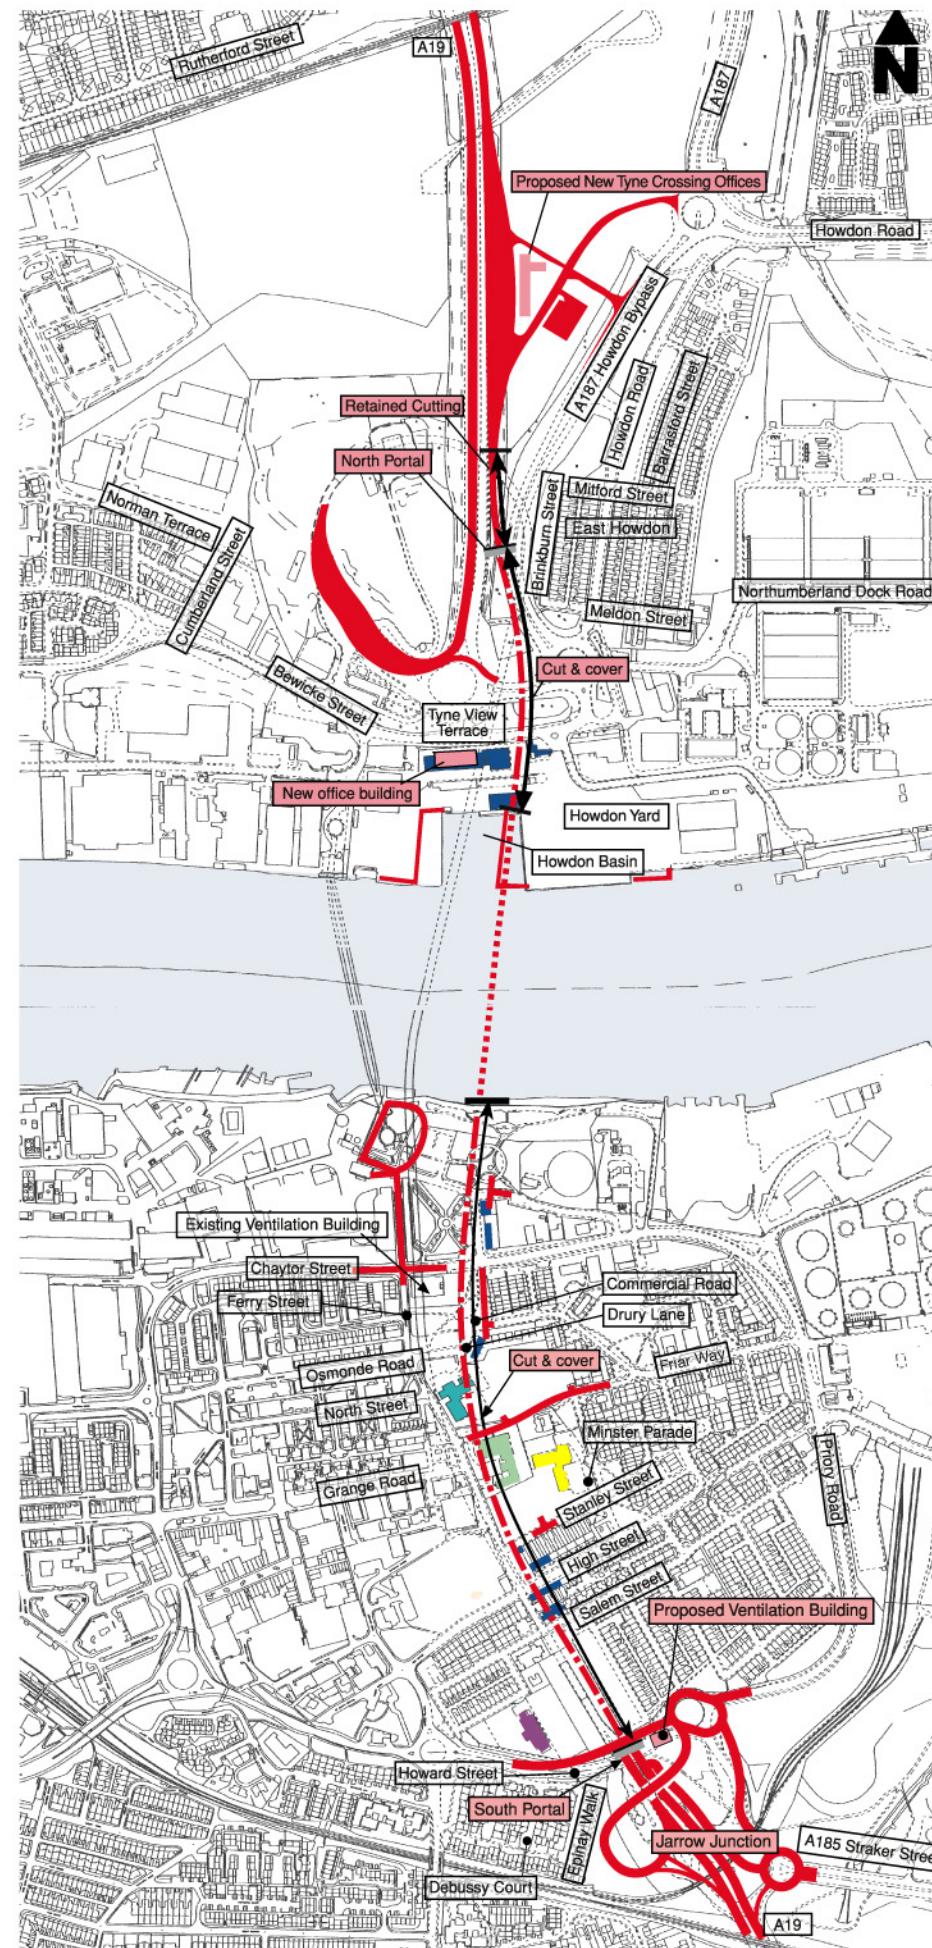 Rutherford Street
A19
N
A187
Proposed New Tyne Crossing Offices
Howdon Road
A187 Howdon Bypass
Howdon Road
Barrasford Street
Retained Cutting
North Portal
Mitford Street
Norman Terrace
Brinkburn Street
East Howdon
Cumberland Street
Northumberland Dock Road
Meldon Street
Cut & cover
Bewicke Street
Tyne View
Terrace
New office building
Howdon Yard
Howdon Basin
Existing Ventilation Building
Chaytor Street
Commercial Road
Ferry Street
Drury Lane
Osmonde Road
Cut & cover
Friar Way
North Street
Minster Parade
Priory Road
Grange Road
Stanley Street
High Street
Salem Street
Proposed Ventilation Building
Howard Street
South Portal
Epinay Walk
Jarrow Junction
A185 Straker Stree
Debussy Court
A19